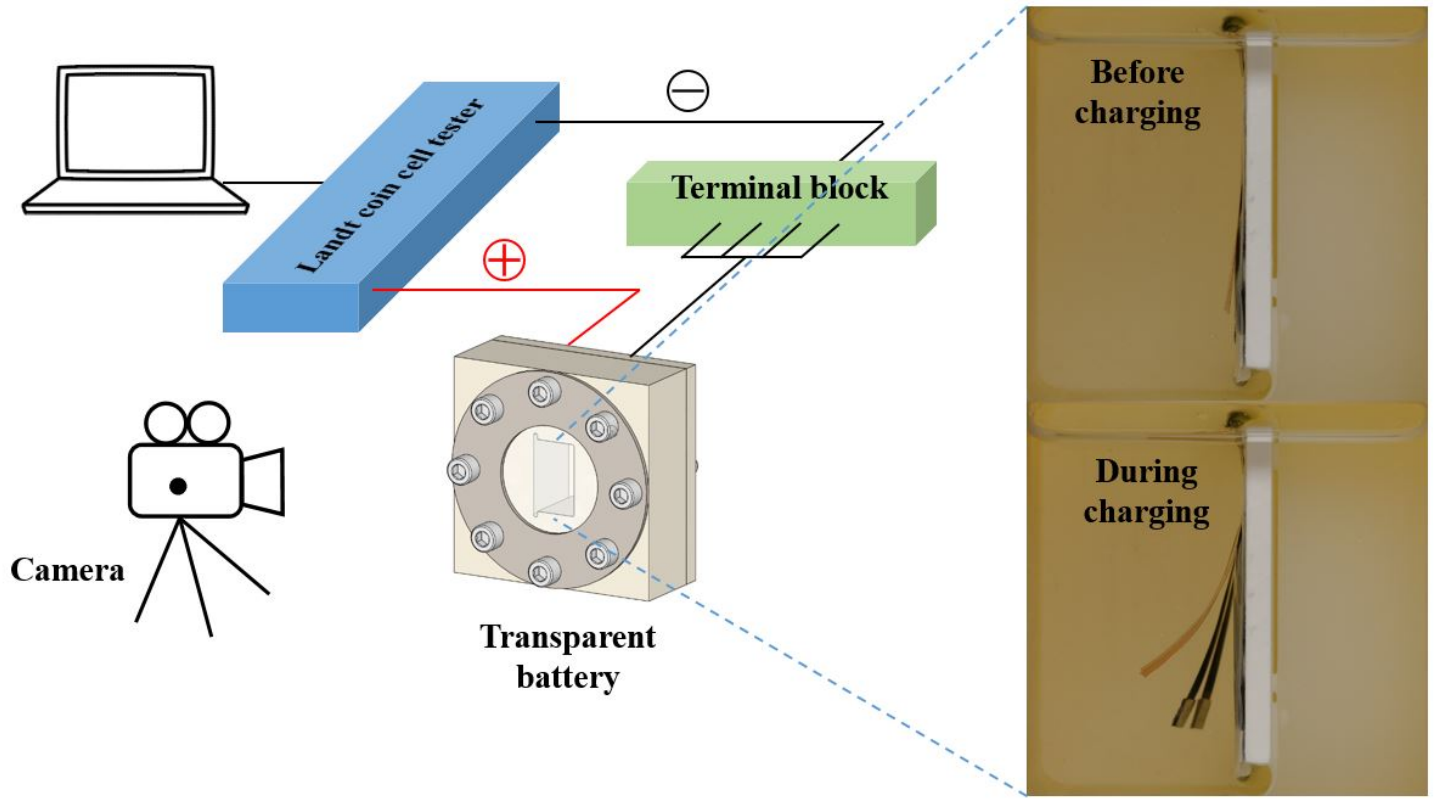 Landt coin cell tester
Terminal block
Camera
Transparent
battery
Before
charging
During
charging